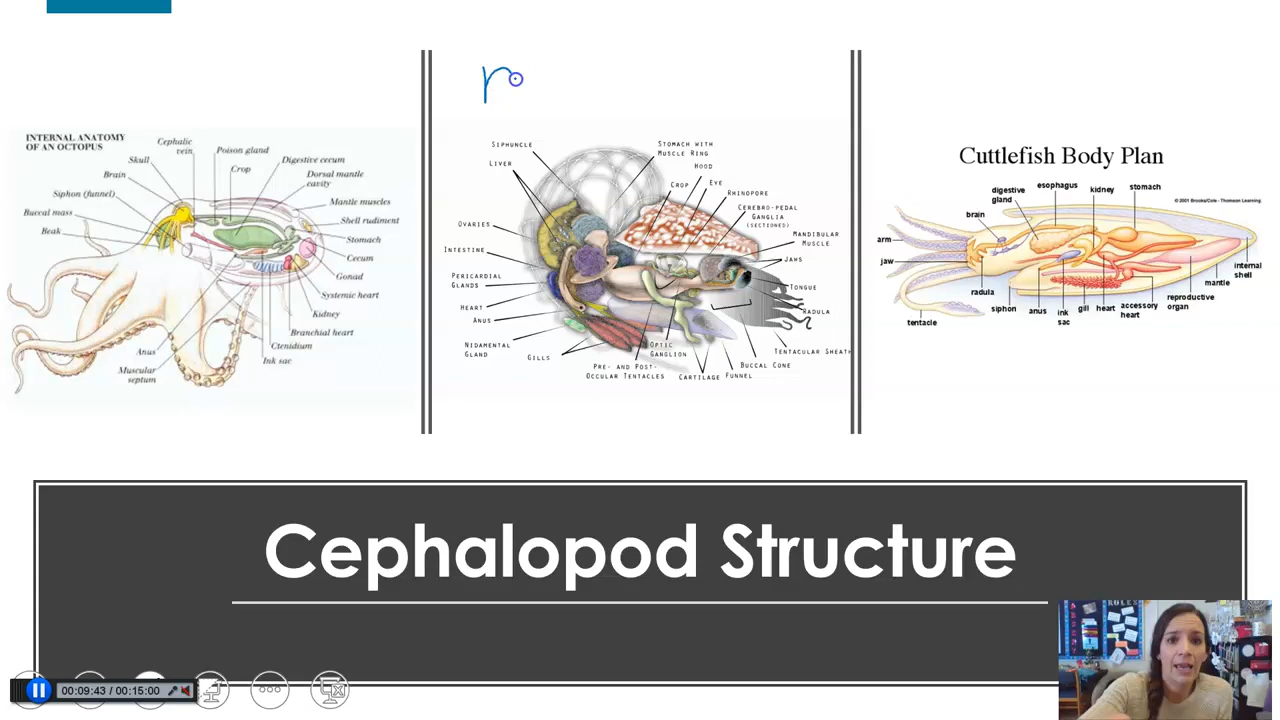 n
INTERNAL ANATOMY
OF AN OCTOPUS
Cephalic
vein
Skull
Brain
Siphon (funnel)
Buccal mass
Beak
Poison gland
Crop
Digestive cecum
Dorsal mantle
cavity
Mantle muscles
Shell rudiment
Stomach
Cecum
Gonad
Systemic heart
Kidney
Branchial heart
Ctenidium
Ink sac
Anus
Muscular
septum
SIPHUNCLE
LIVER
OVARIES
INTESTINE
PERICARDIAL
GLANDS
HEART
ANUS
NIDAMENTAL
GLAND
GILLS
STOMACH WITH
MUSCLE RING
HOOD
CROP
EYE
RHINOPORE
CEREBRO-PEDAL
GANGLIA
(SECTIONED)
MANDIBULAR
MUSCLE
JAWS
TONGUE
RADULA
TENTACULAR SHEATH
BUCCAL CONE
FUNNEL
CARTILAGE
OPTIC
GANGLION
PRE- AND POST-
OCCULAR TENTACLES
Cuttlefish Body Plan
© 2001 Brooks/Cole - Thomson Learning
digestive
gland
esophagus
kidney
stomach
brain
arm
jaw
radula
siphon
anus
ink
sac
gill
heart
accessory
heart
reproductive
organ
mantle
internal
shell
tentacle
Cephalopod Structure
RULES
00:09:43 / 00:15:00